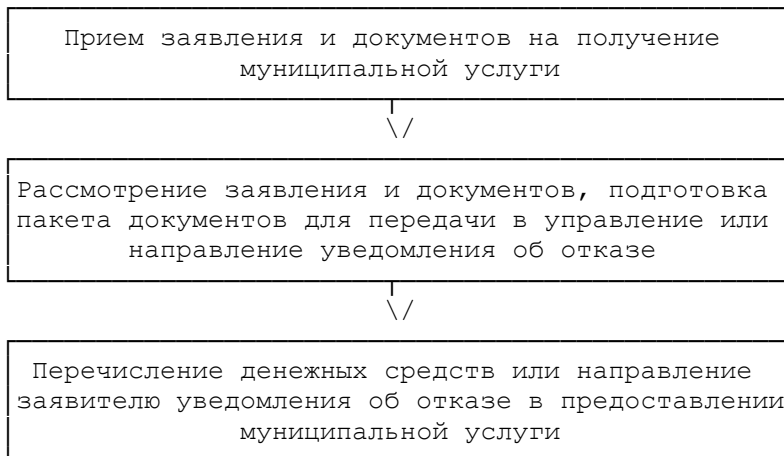 Прием заявления и документов на получение
муниципальной услуги
\/
Рассмотрение заявления и документов, подготовка
пакета документов для передачи в управление или
направление уведомления об отказе
\/
Перечисление денежных средств или направление
заявителю уведомления об отказе в предоставлении
муниципальной услуги